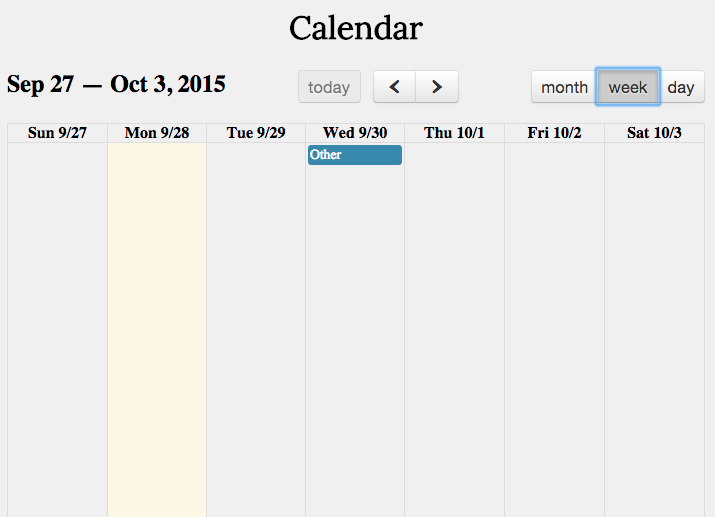 Calendar
Sep 27 — Oct 3, 2015 today month week day
Sun 9/27 Mon 9/28 Tue 9/29 Wed 9/30 Thu 10/1 Fri 10/2 Sat 10/3
Other